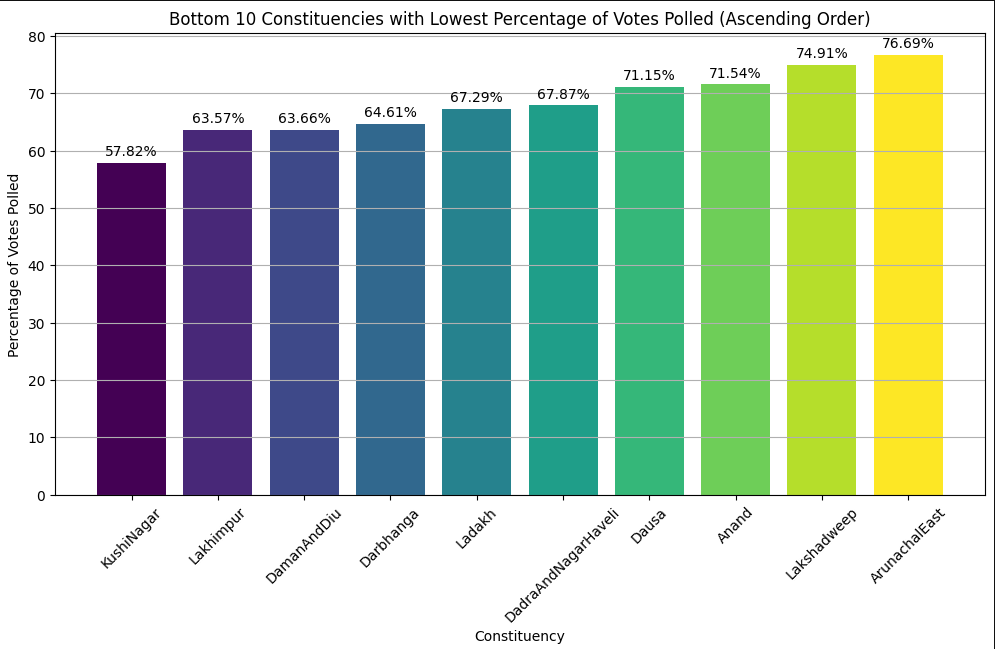 Bottom 10 Constituencies with Lowest Percentage of Votes Polled (Ascending Order)
Percentage of Votes Polled
80
70
60
50
40
30
20
10
0
57.82%
63.57%
63.66%
64.61%
67.29%
67.87%
71.15%
71.54%
74.91%
76.69%
KushiNagar
Lakhimpur
DamanAndDiu
Darbhanga
Ladakh
DadraAndNagarHaveli
Dausa
Anand
Lakshadweep
ArunachalEast
Constituency